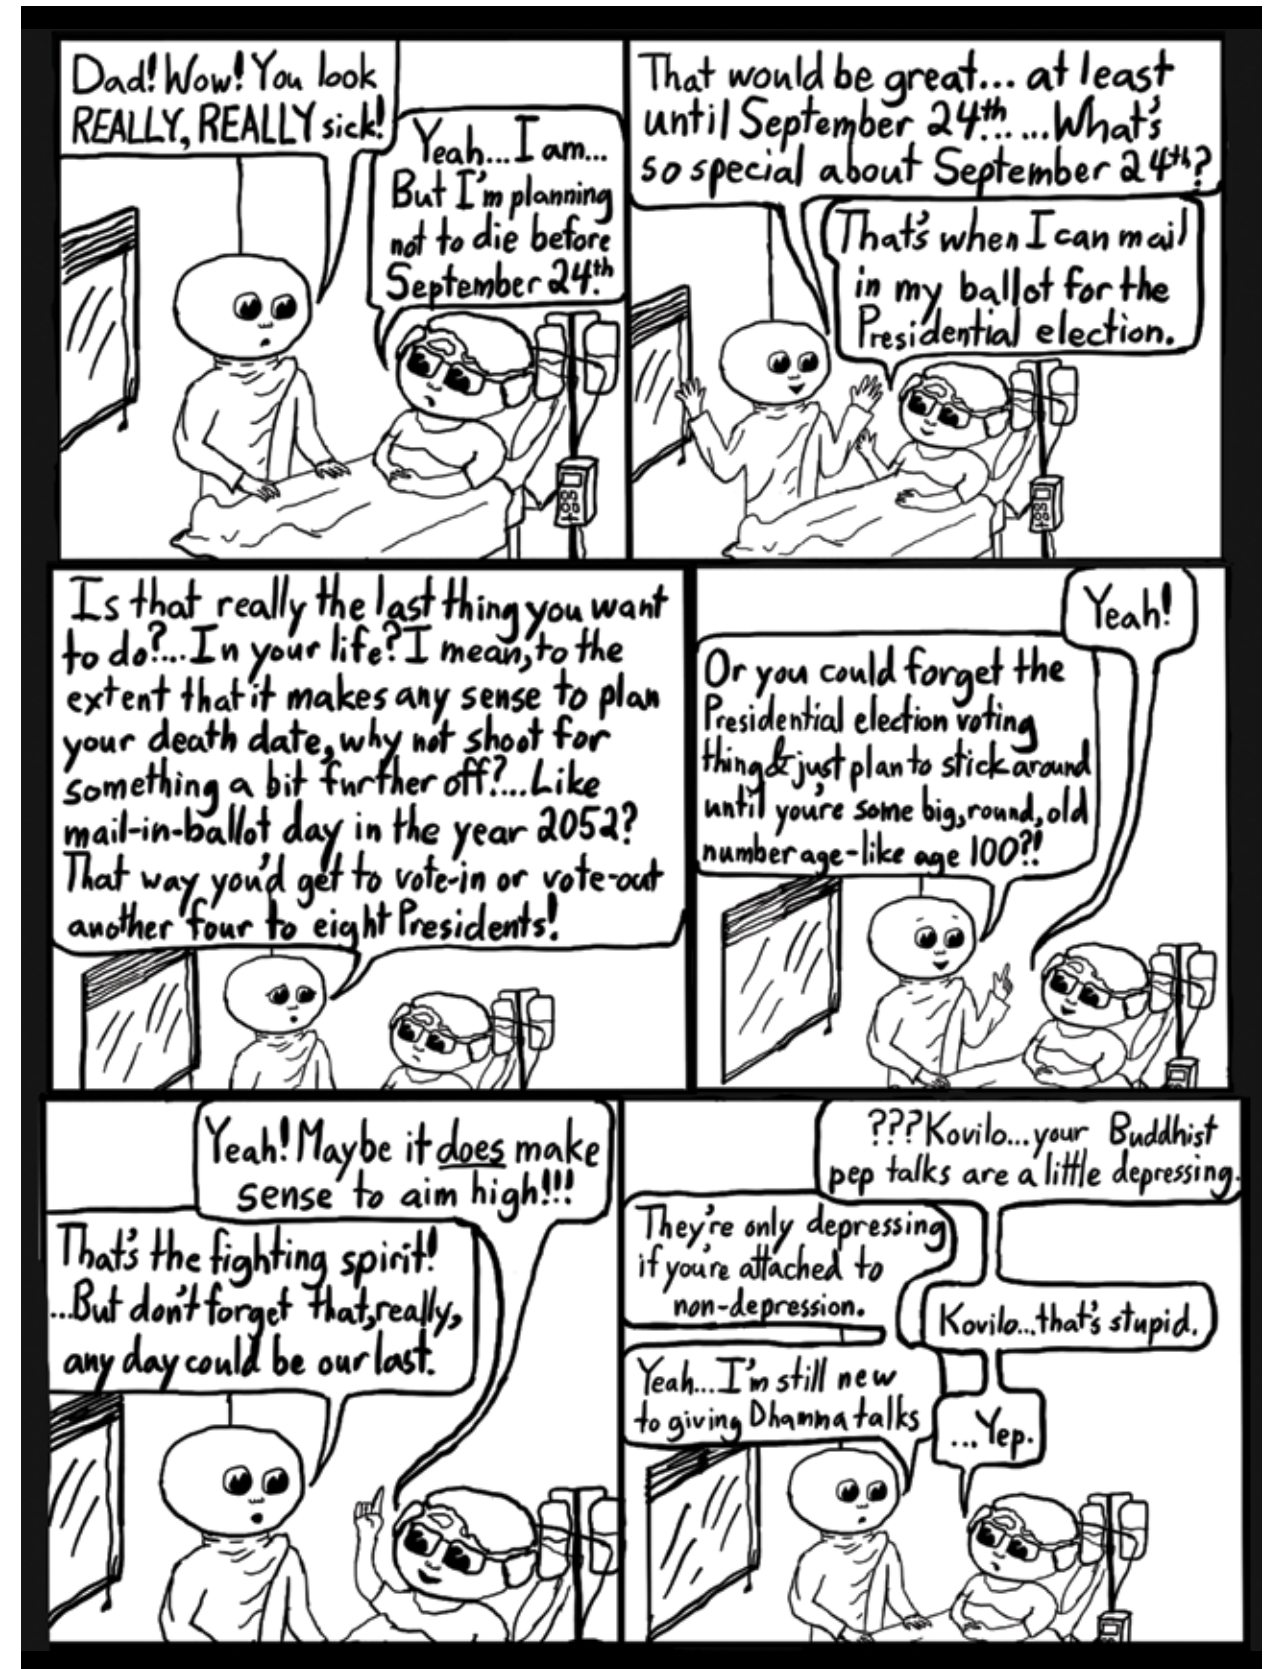 Dad! Wow! You look
REALLY, REALLY sick!
Yeah...I am...
But I'm planning
not to die before
September 24th.
That would be great... at least
until September 24th... ...What's
so special about September 24th?
That's when I can mail
in my ballot for the
Presidential election.
Is that really the last thing you want
to do?....In your life? I mean, to the
extent that it makes any sense to plan
your death date, why not shoot for
something a bit further off?....Like
mail-in-ballot day in the year 2052?
That way you'd get to vote-in or vote-out
another four to eight Presidents!
Or you could forget the
Presidential election voting
thing & just plan to stick around
until you're some big, round, old
number age-like age 100?!
Yeah!
Yeah! Maybe it does make
sense to aim high!!!
That's the fighting spirit!
...But don't forget that, really,
any day could be our last.
???Kovilo...your Buddhist
pep talks are a little depressing.
They're only depressing
if you're attached to
non-depression.
Kovilo...that's stupid.
Yeah...I'm still new
to giving Dhamma talks
...Yep.